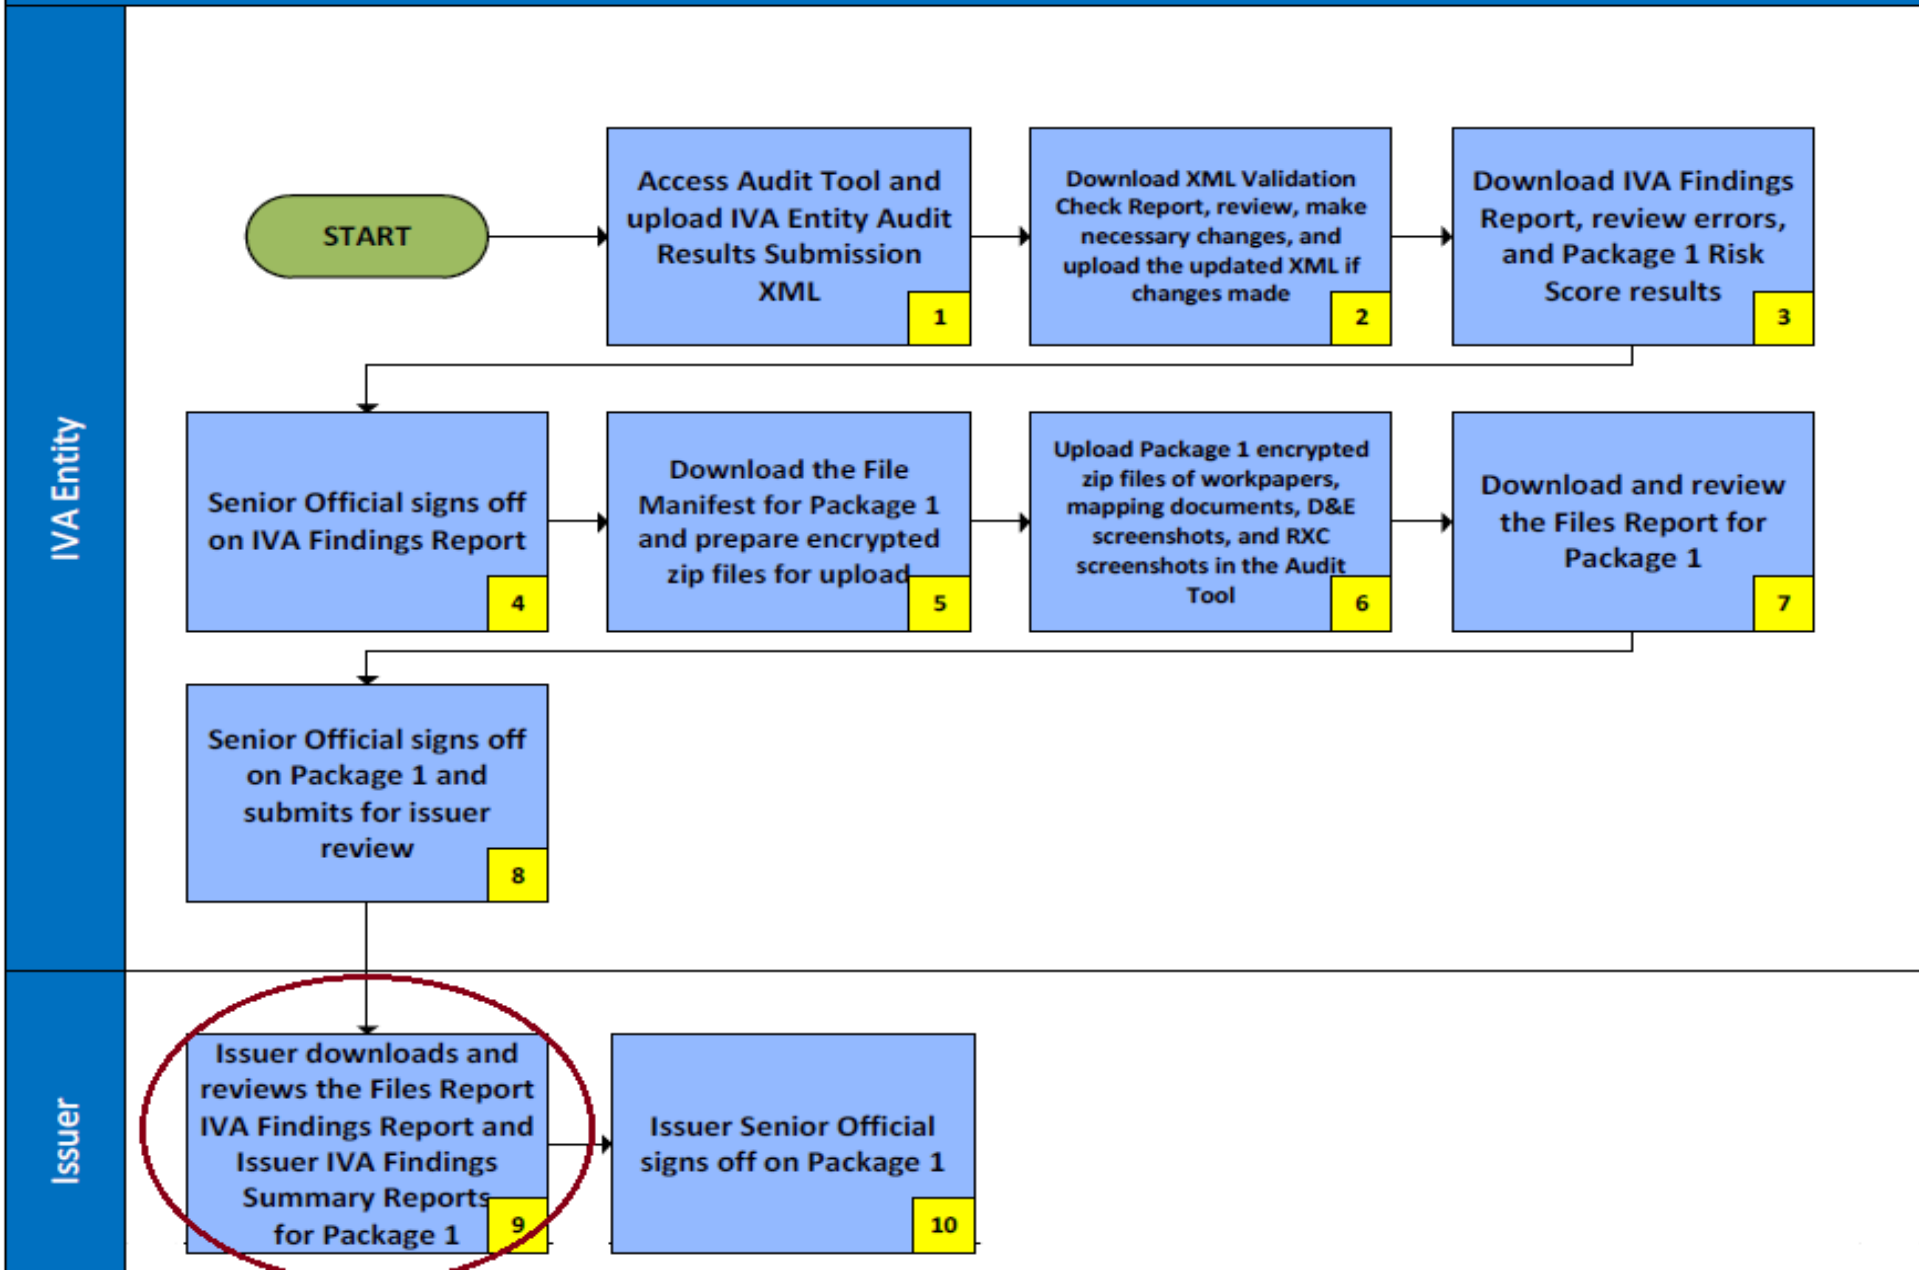 IVA Entity
START
Access Audit Tool and
upload IVA Entity Audit
Results Submission
XML
1
Download XML Validation
Check Report, review, make
necessary changes, and
upload the updated XML if
changes made
2
Download IVA Findings
Report, review errors,
and Package 1 Risk
Score results
3
Senior Official signs off
on IVA Findings Report
4
Download the File
Manifest for Package 1
and prepare encrypted
zip files for upload
5
Upload Package 1 encrypted
zip files of workpapers,
mapping documents, D&E
screenshots, and RXC
screenshots in the Audit
Tool
6
Download and review
the Files Report for
Package 1
7
Senior Official signs off
on Package 1 and
submits for issuer
review
8
Issuer
Issuer downloads and
reviews the Files Report
IVA Findings Report and
Issuer IVA Findings
Summary Reports
for Package 1
9
Issuer Senior Official
signs off on Package 1
10